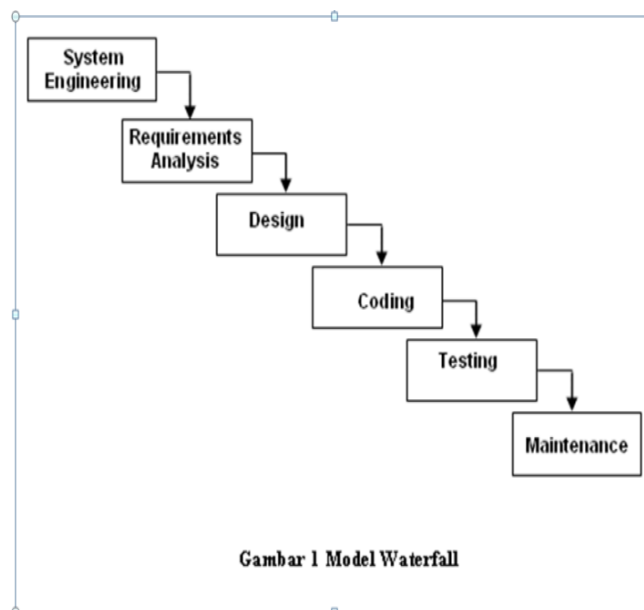 System
Engineering
Requirements
Analysis
Design
Coding
Testing
Maintenance
Gambar 1 Model Waterfall